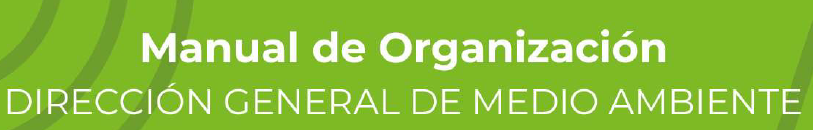 Manual de Organización
DIRECCIÓN GENERAL DE MEDIO AMBIENTE